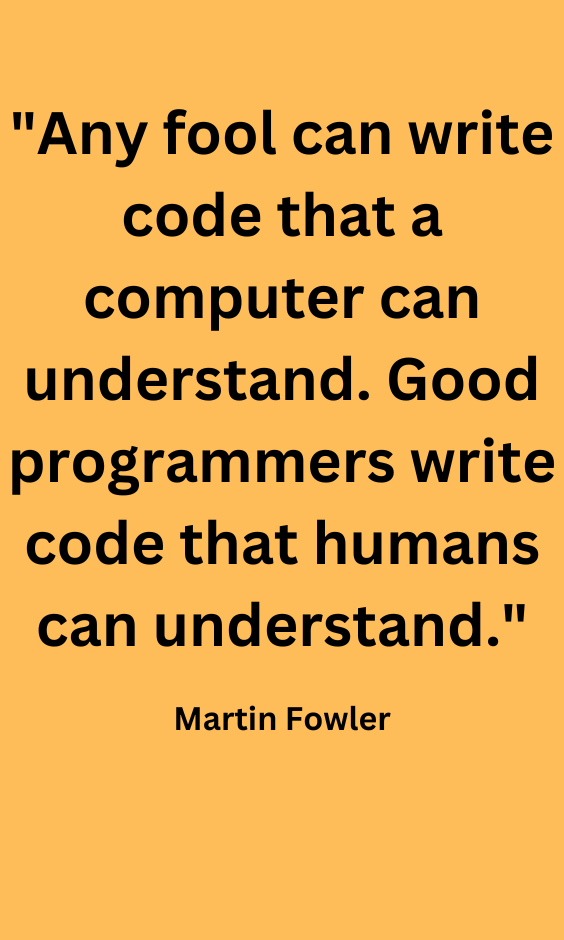 "Any fool can write
code that a
computer can
understand. Good
programmers write
code that humans
can understand."
Martin Fowler